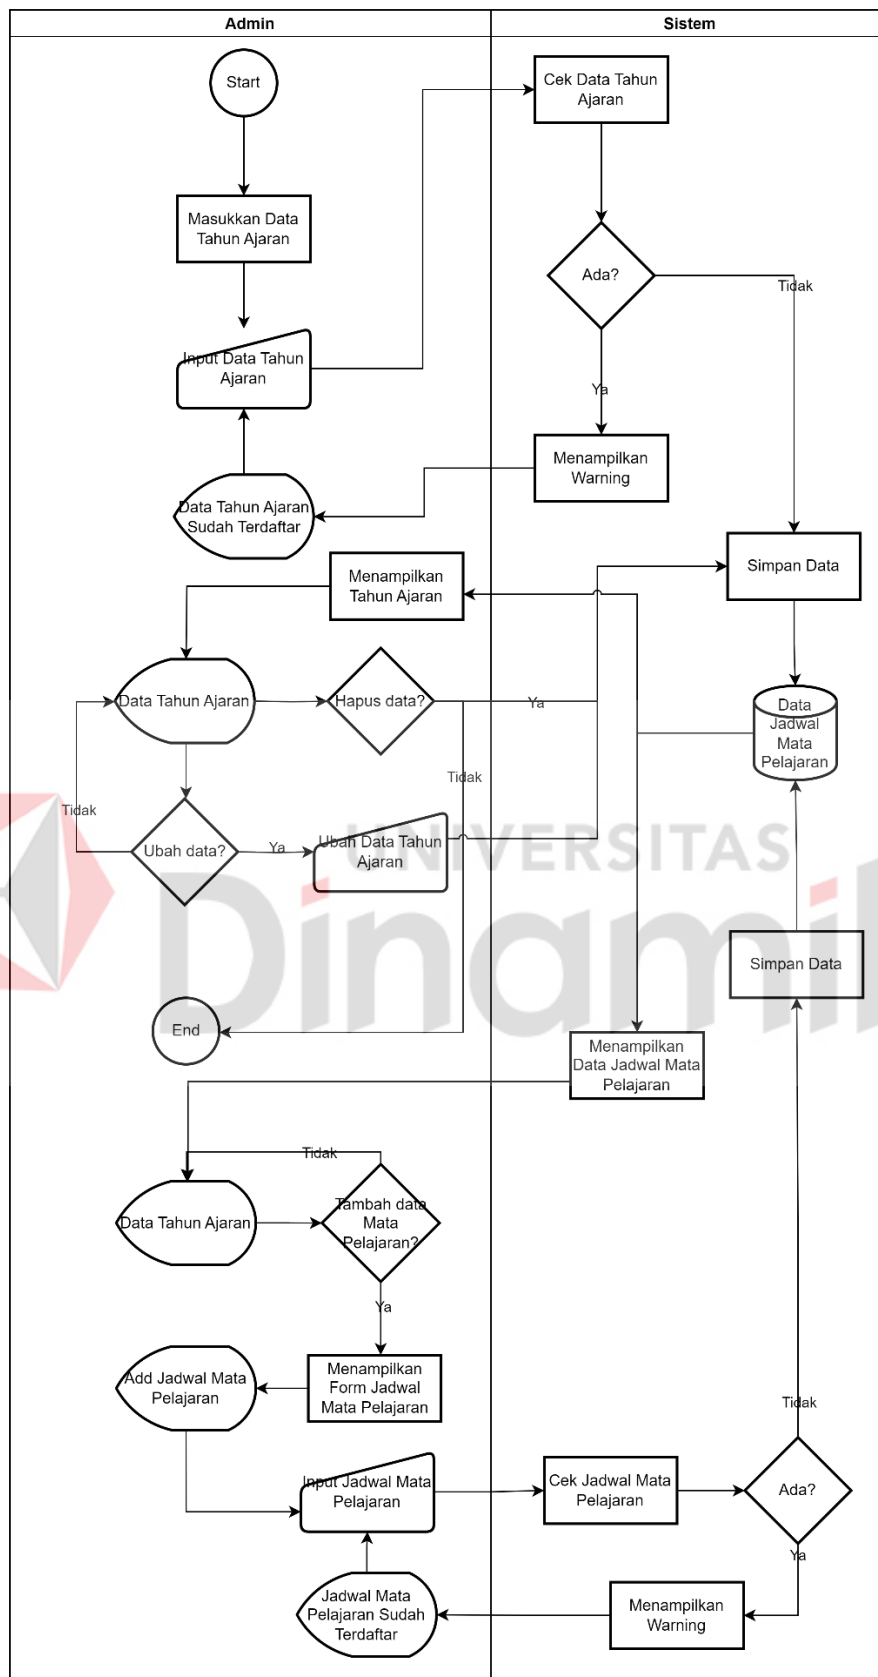 Admin
Sistem
Start
Cek Data Tahun
Ajaran
Masukkan Data
Tahun Ajaran
Ada?
Tidak
Input Data Tahun
Ajaran
Ya
Menampilkan
Warning
Data Tahun Ajaran
Sudah Terdaftar
Menampilkan
Tahun Ajaran
Simpan Data
Data Tahun Ajaran
Hapus data?
Ya
Data
Jadwal
Mata
Pelajaran
Tidak
Tidak
Ubah data?
Ya
Ubah Data Tahun
Ajaran
UNIVERSITAS
Dinami
Simpan Data
End
Menampilkan
Data Jadwal Mata
Pelajaran
Tidak
Data Tahun Ajaran
Tambah data
Mata
Pelajaran?
Ya
Add Jadwal Mata
Pelajaran
Menampilkan
Form Jadwal
Mata Pelajaran
Tidak
Input Jadwal Mata
Pelajaran
Cek Jadwal Mata
Pelajaran
Ada?
Ya
Jadwal Mata
Pelajaran Sudah
Terdaftar
Menampilkan
Warning